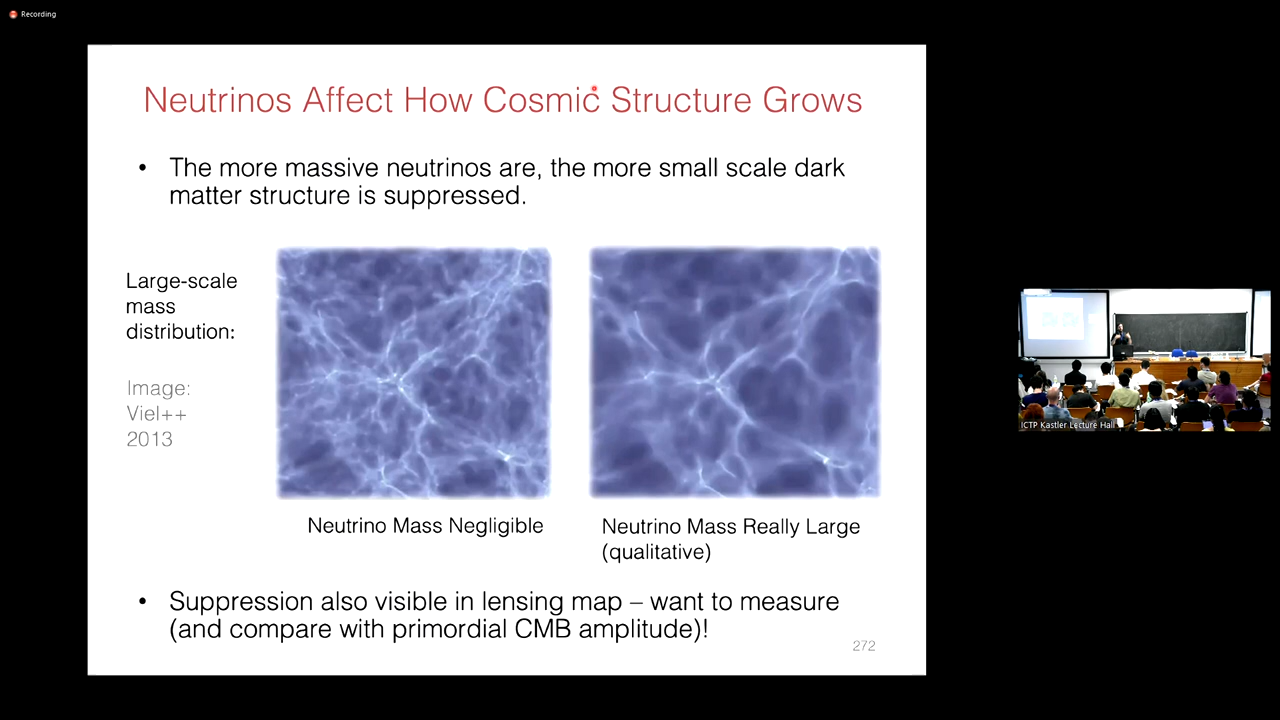 Recording
Neutrinos Affect How Cosmic Structure Grows
• The more massive neutrinos are, the more small scale dark
matter structure is suppressed.
Large-scale
mass
distribution:
Image:
Viel++
2013
Neutrino Mass Negligible
Neutrino Mass Really Large
(qualitative)
• Suppression also visible in lensing map – want to measure
(and compare with primordial CMB amplitude)!
272
ICTP Kastler Lecture Hall